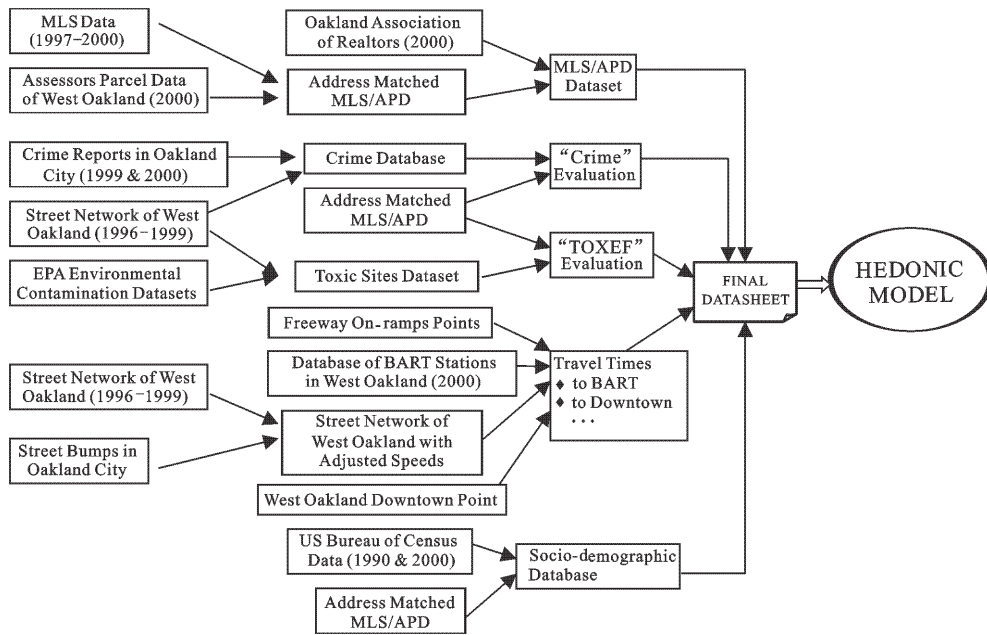 MLS Data
(1997–2000)
Assessors Parcel Data
of West Oakland (2000)
Oakland Association
of Realtors (2000)
Address Matched
MLS/APD
MLS/APD
Dataset
Crime Reports in Oakland
City (1999 & 2000)
Street Network of West
Oakland (1996–1999)
EPA Environmental
Contamination Datasets
Crime Database
Address Matched
MLS/APD
Toxic Sites Dataset
“Crime”
Evaluation
“TOXEF”
Evaluation
FINAL
DATASHEET
HEDONIC
MODEL
Freeway On-ramps Points
Database of BART Stations
in West Oakland (2000)
Street Network of West
Oakland (1996–1999)
Street Bumps in
Oakland City
Street Network of
West Oakland with
Adjusted Speeds
West Oakland Downtown Point
Travel Times
♦ to BART
♦ to Downtown
. . .
US Bureau of Census
Data (1990 & 2000)
Address Matched
MLS/APD
Socio-demographic
Database